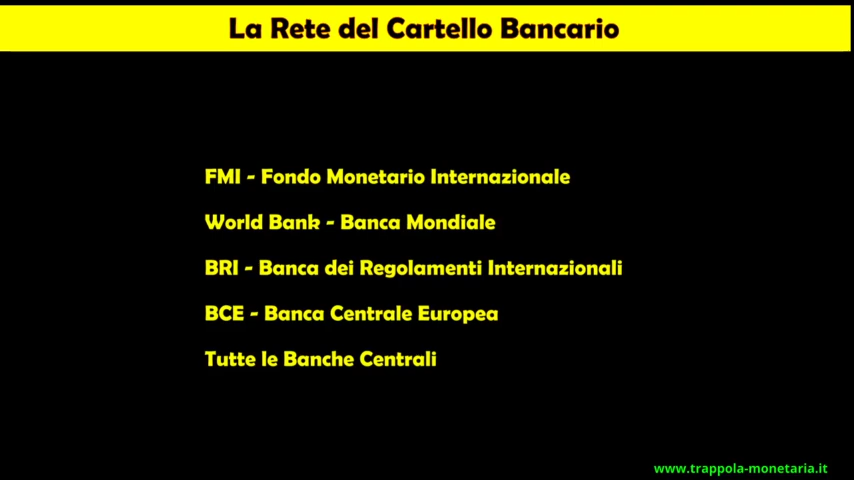 La Rete del Cartello Bancario
FMI - Fondo Monetario Internazionale
World Bank - Banca Mondiale
BRI - Banca dei Regolamenti Internazionali
BCE - Banca Centrale Europea
Tutte le Banche Centrali
www.trappola-monetaria.it